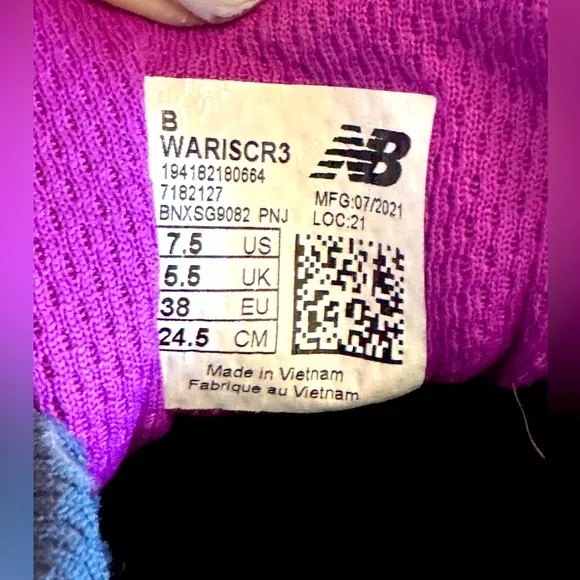 B
WARISCR3
194182180664
7182127
BNXSG9082 PNJ
NB
MFG:07/2021
LOC:21
7.5 US
5.5 UK
38 EU
24.5 CM
Made in Vietnam
Fabrique au Vietnam